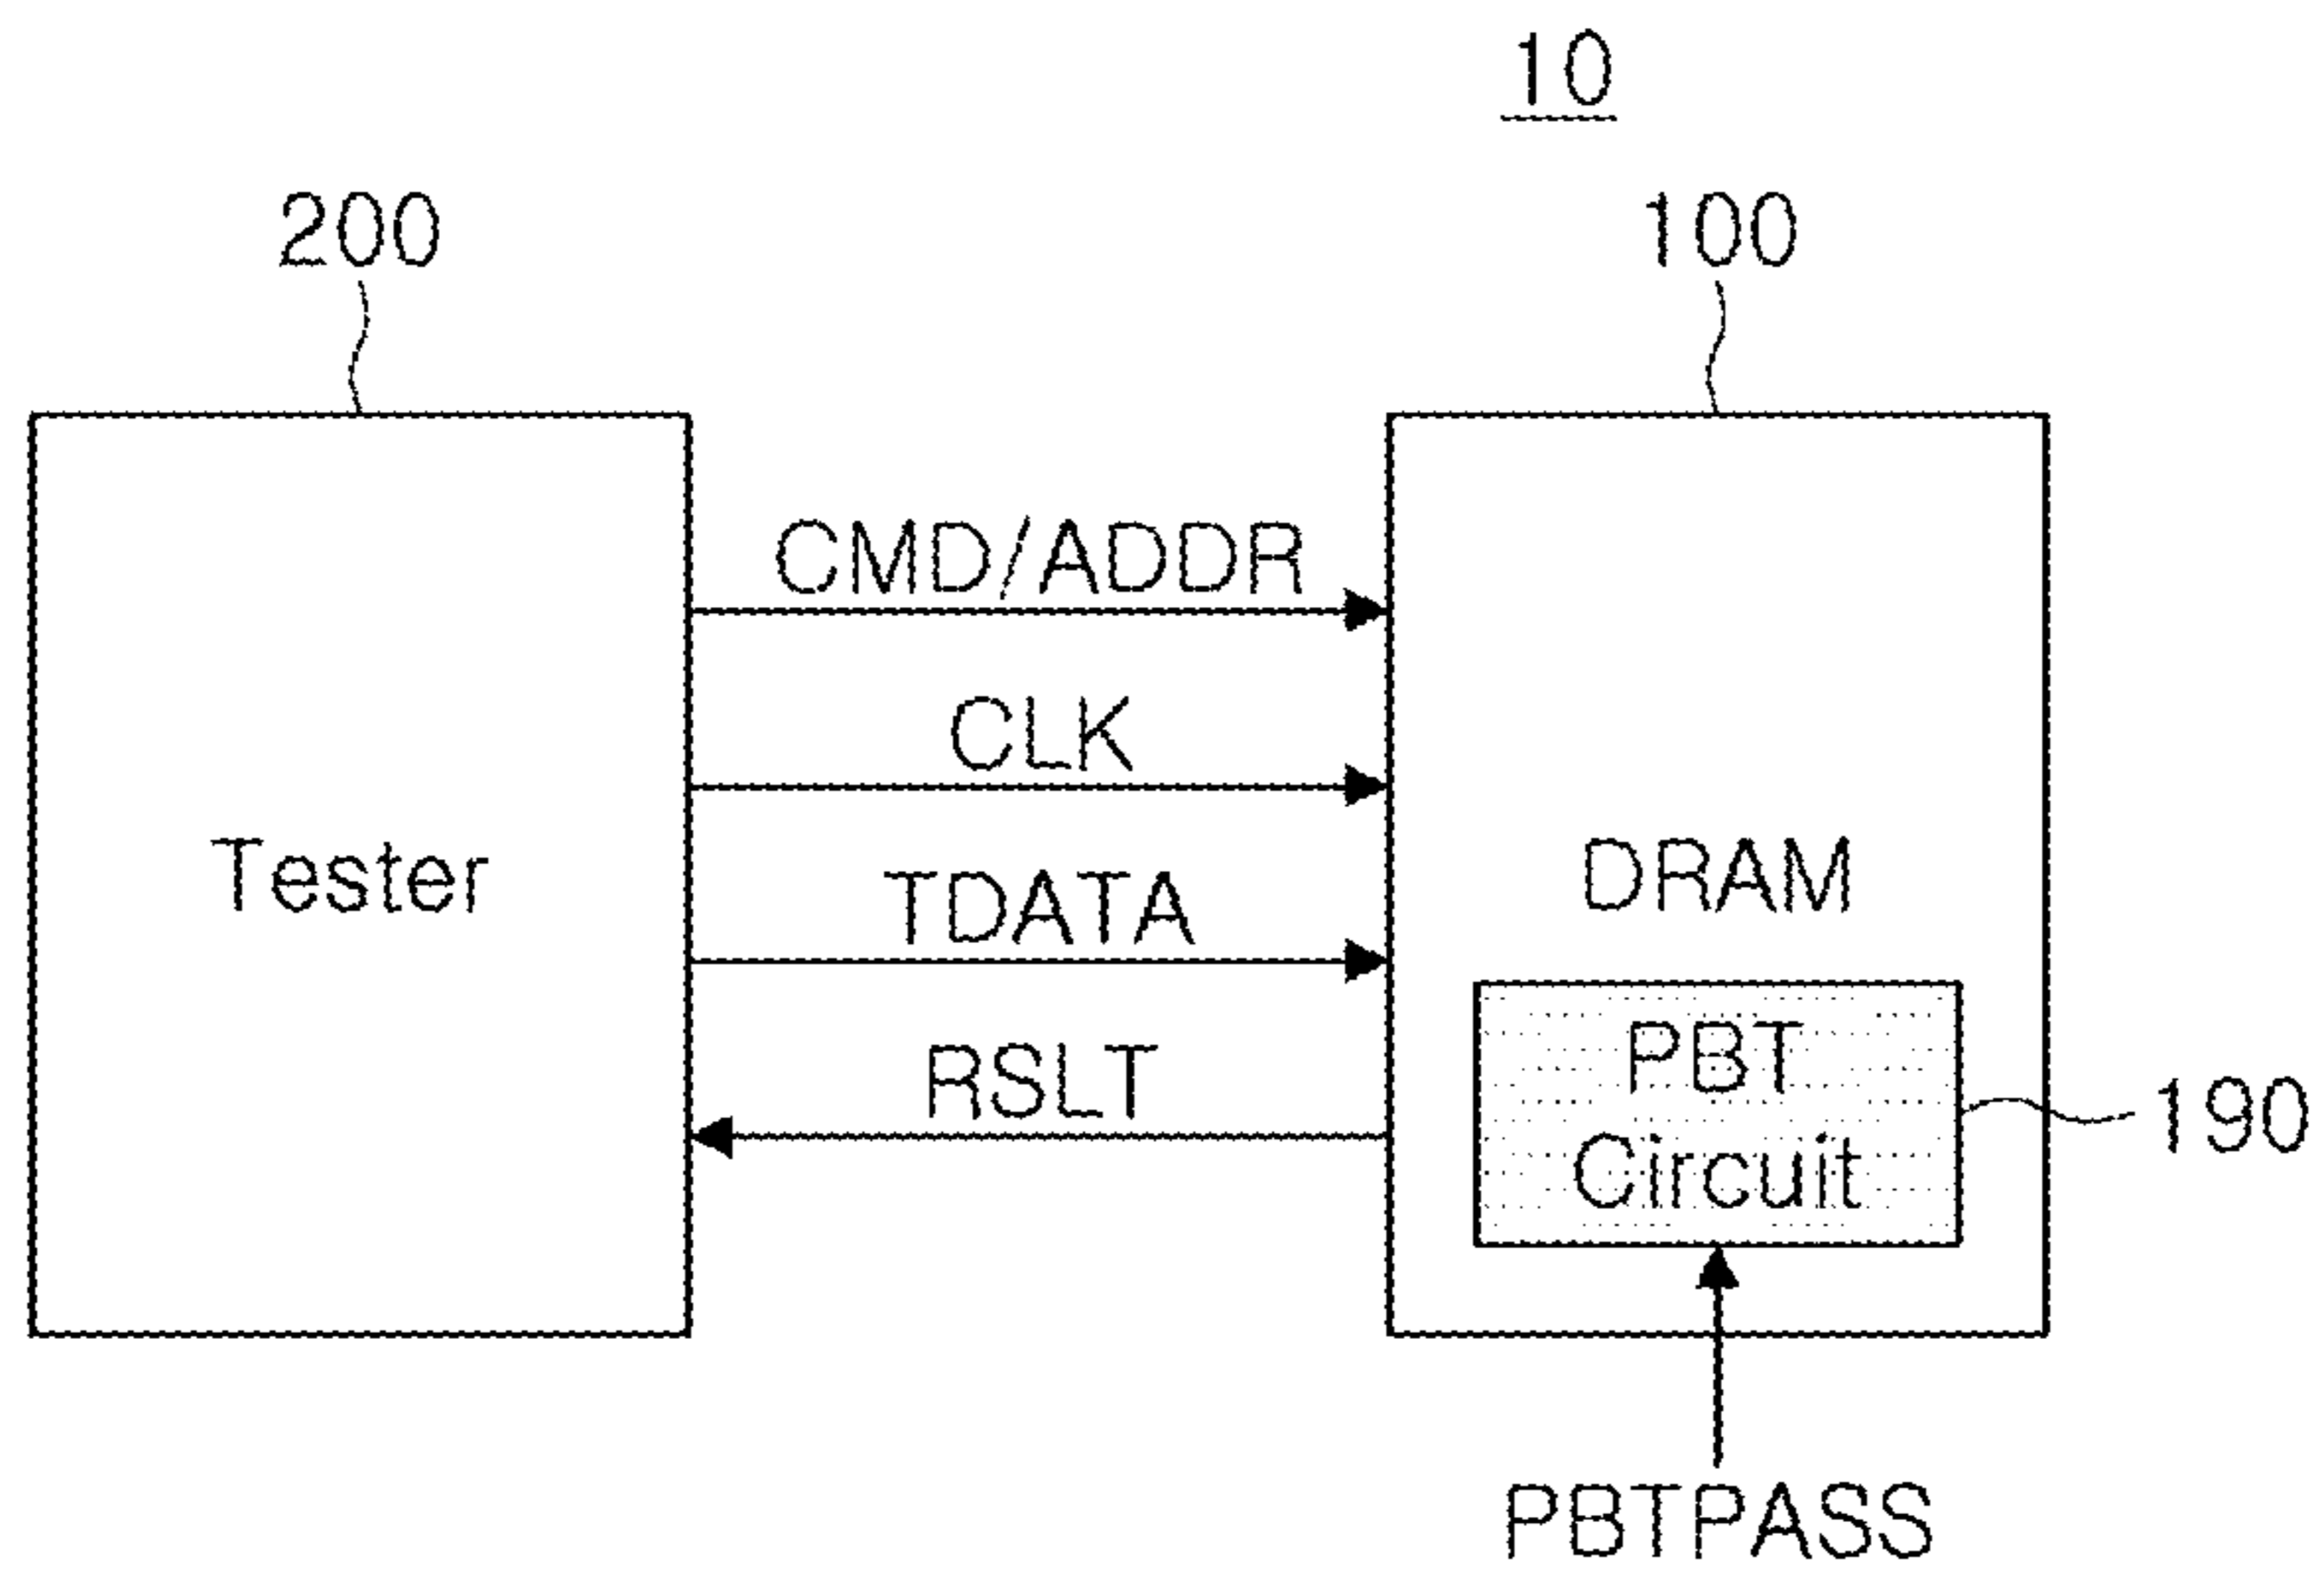 10
200
100
CMD/ADDR
CLK
Tester
TDATA
DRAM
RSLT
PBT
Circuit
190
PBTPASS